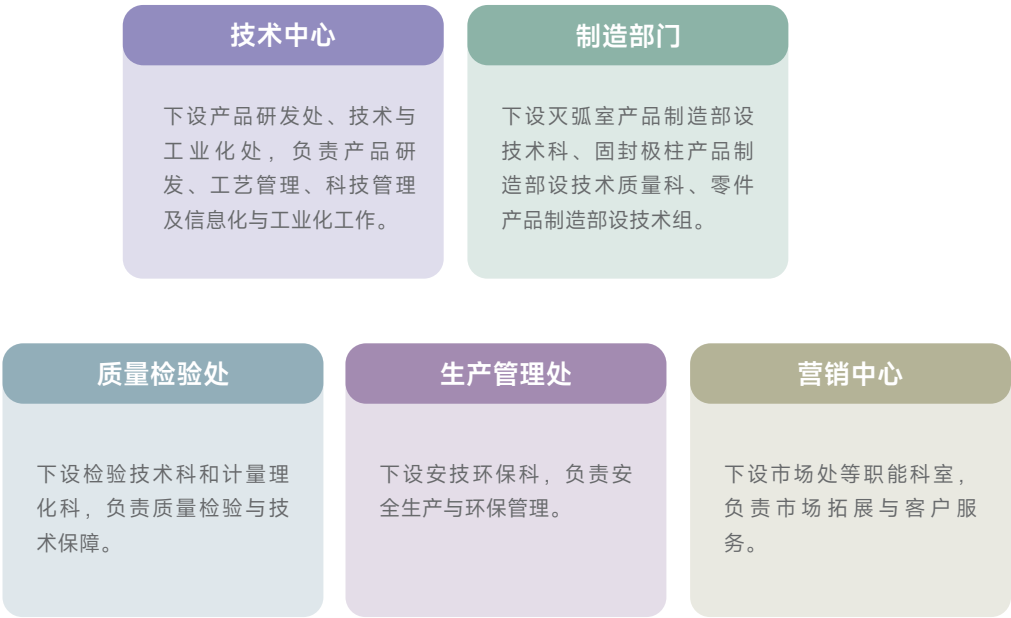 技术中心
下设产品研发处、技术与
工业化处，负责产品研
发、工艺管理、科技管理
及信息化与工业化工作。
制造部门
下设灭弧室产品制造部设
技术科、固封极柱产品制
造部设技术质量科、零件
产品制造部设技术组。
质量检验处
下设检验技术科和计量理
化科，负责质量检验与技
术保障。
生产管理处
下设安技环保科，负责安
全生产与环保管理。
营销中心
下设市场处等职能科室，
负责市场拓展与客户服
务。